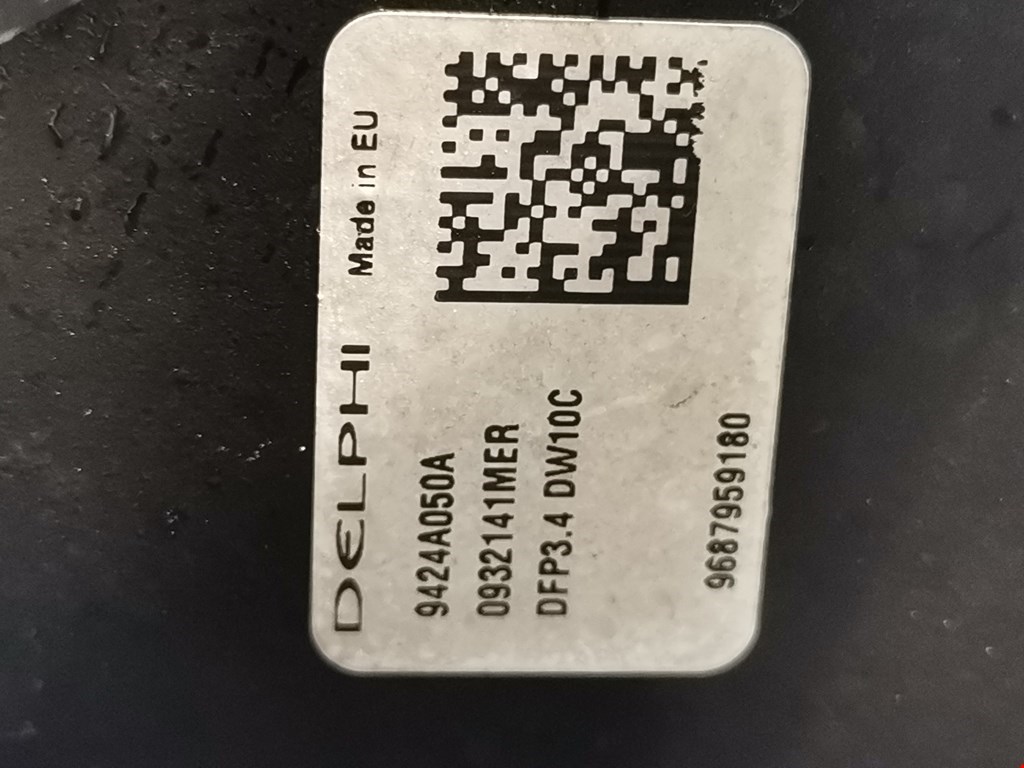 DELPHI Made in EU
9424A050A
0932141MER
DFP3.4 DW10C
9687959180